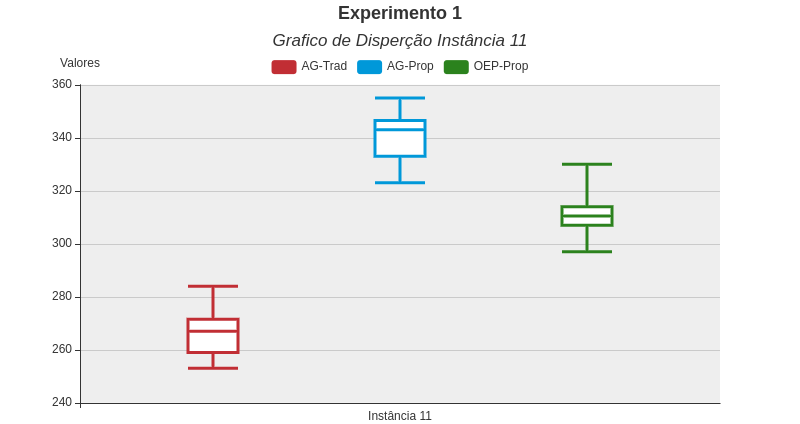 Experimento 1
Grafico de Disperção Instância 11
Valores
AG-Trad AG-Prop OEP-Prop
360
340
320
300
280
260
240
Instância 11